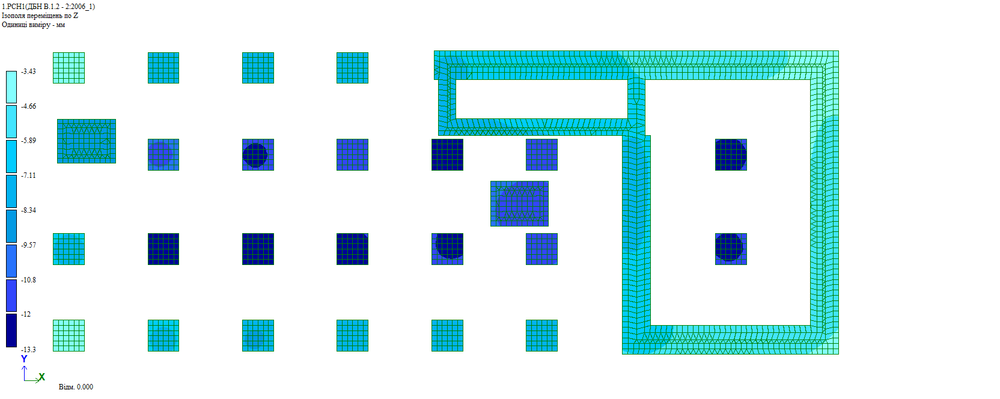 1.РСН1(ДБН В.1.2 - 2:2006_1)
Ізополя переміщень по Z
Одиниці виміру - мм
-3.43
-4.66
-5.89
-7.11
-8.34
-9.57
-10.8
-12
-13.3
Y
X
Відм. 0.000